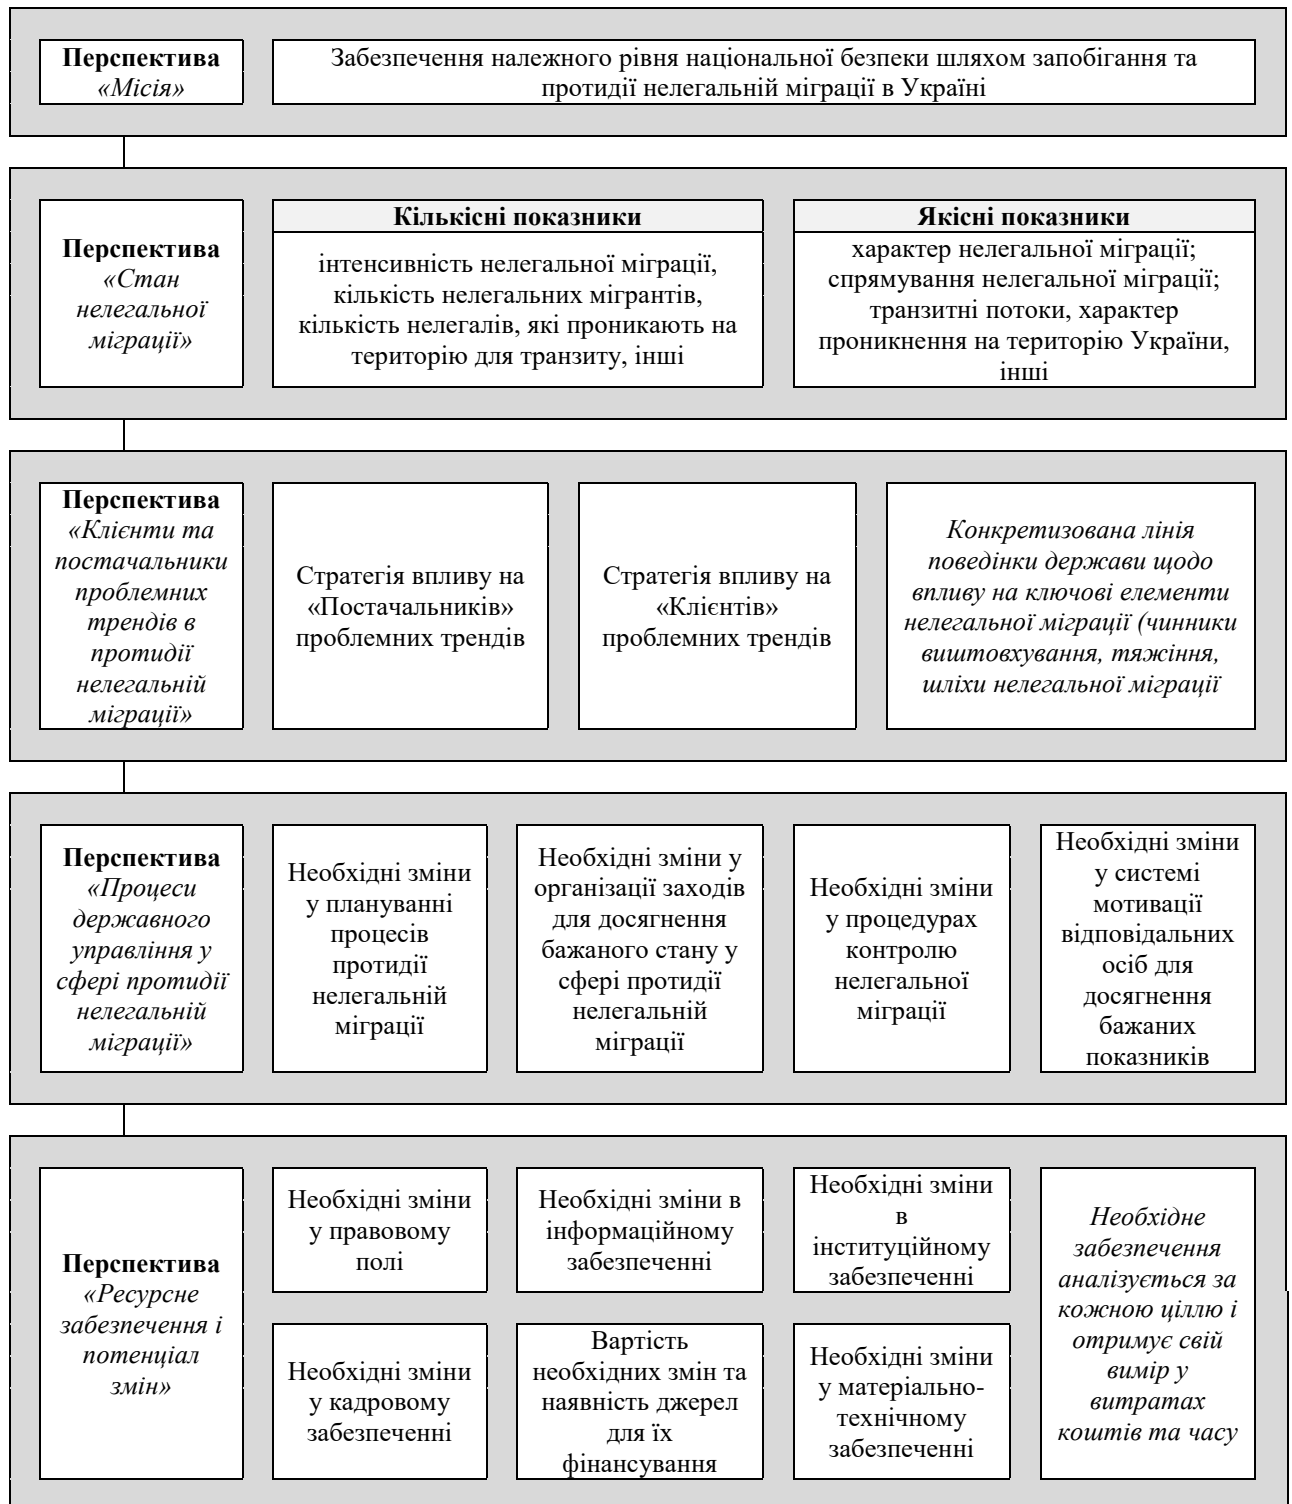 Перспектива
«Місія»
Забезпечення належного рівня національної безпеки шляхом запобігання та
протидії нелегальній міграції в Україні
Перспектива
«Стан
нелегальної
міграції»
Кількісні показники
інтенсивність нелегальної міграції,
кількість нелегальних мігрантів,
кількість нелегалів, які проникають на
територію для транзиту, інші
Якісні показники
характер нелегальної міграції;
спрямування нелегальної міграції;
транзитні потоки, характер
проникнення на територію України,
інші
Перспектива
«Клієнти та
постачальники
проблемних
трендів в
протидії
нелегальній
міграції»
Стратегія впливу на
«Постачальників»
проблемних трендів
Стратегія впливу на
«Клієнтів»
проблемних трендів
Конкретизована лінія
поведінки держави щодо
впливу на ключові елементи
нелегальної міграції (чинники
виштовхування, тяжіння,
шліхи нелегальної міграції
Перспектива
«Процеси
державного
управління у
сфері протидії
нелегальній
міграції»
Необхідні зміни
у плануванні
процесів
протидії
нелегальній
міграції
Необхідні зміни у
організації заходів
для досягнення
бажаного стану у
сфері протидії
нелегальній
міграції
Необхідні зміни
у процедурах
контролю
нелегальної
міграції
Необхідні зміни
у системі
мотивації
відповідальних
осіб для
досягнення
бажаних
показників
Перспектива
«Ресурсне
забезпечення і
потенціал
змін»
Необхідні зміни
у правовому
полі
Необхідні зміни в
інформаційному
забезпеченні
Необхідні зміни
в
інституційному
забезпеченні
Необхідні зміни
у кадровому
забезпеченні
Вартість
необхідних змін та
наявність джерел
для їх
фінансування
Необхідні зміни
у матеріально-
технічному
забезпеченні
Необхідне
забезпечення
аналізується за
кожною ціллю і
отримує свій
вимір у
витратах
коштів та часу